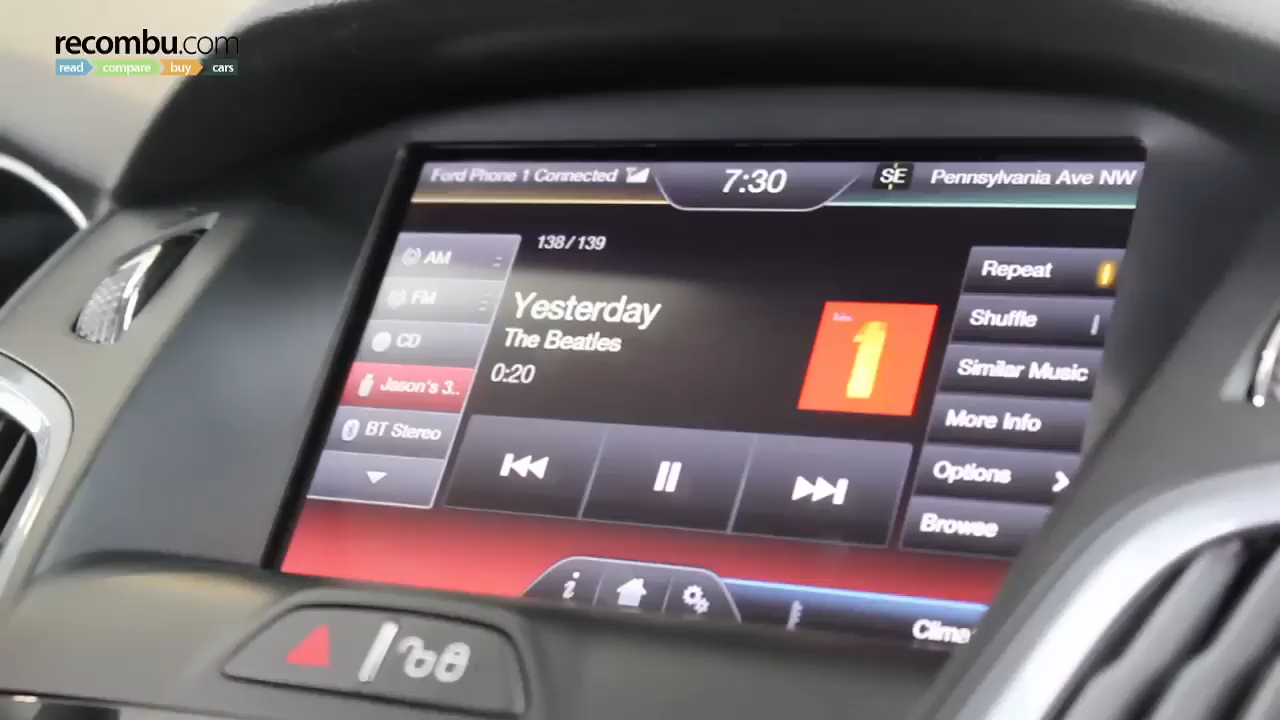 recombu.com
read compare buy cars
Ford Phone 1 Connected
7:30
SE
Pennsylvania Ave NW
AM
FM
CD
Jason's 3..
BT Stereo
138/139
Yesterday
The Beatles
0:20
1
Repeat
Shuffle
Similar Music
More Info
Options
Browse
i
Clima